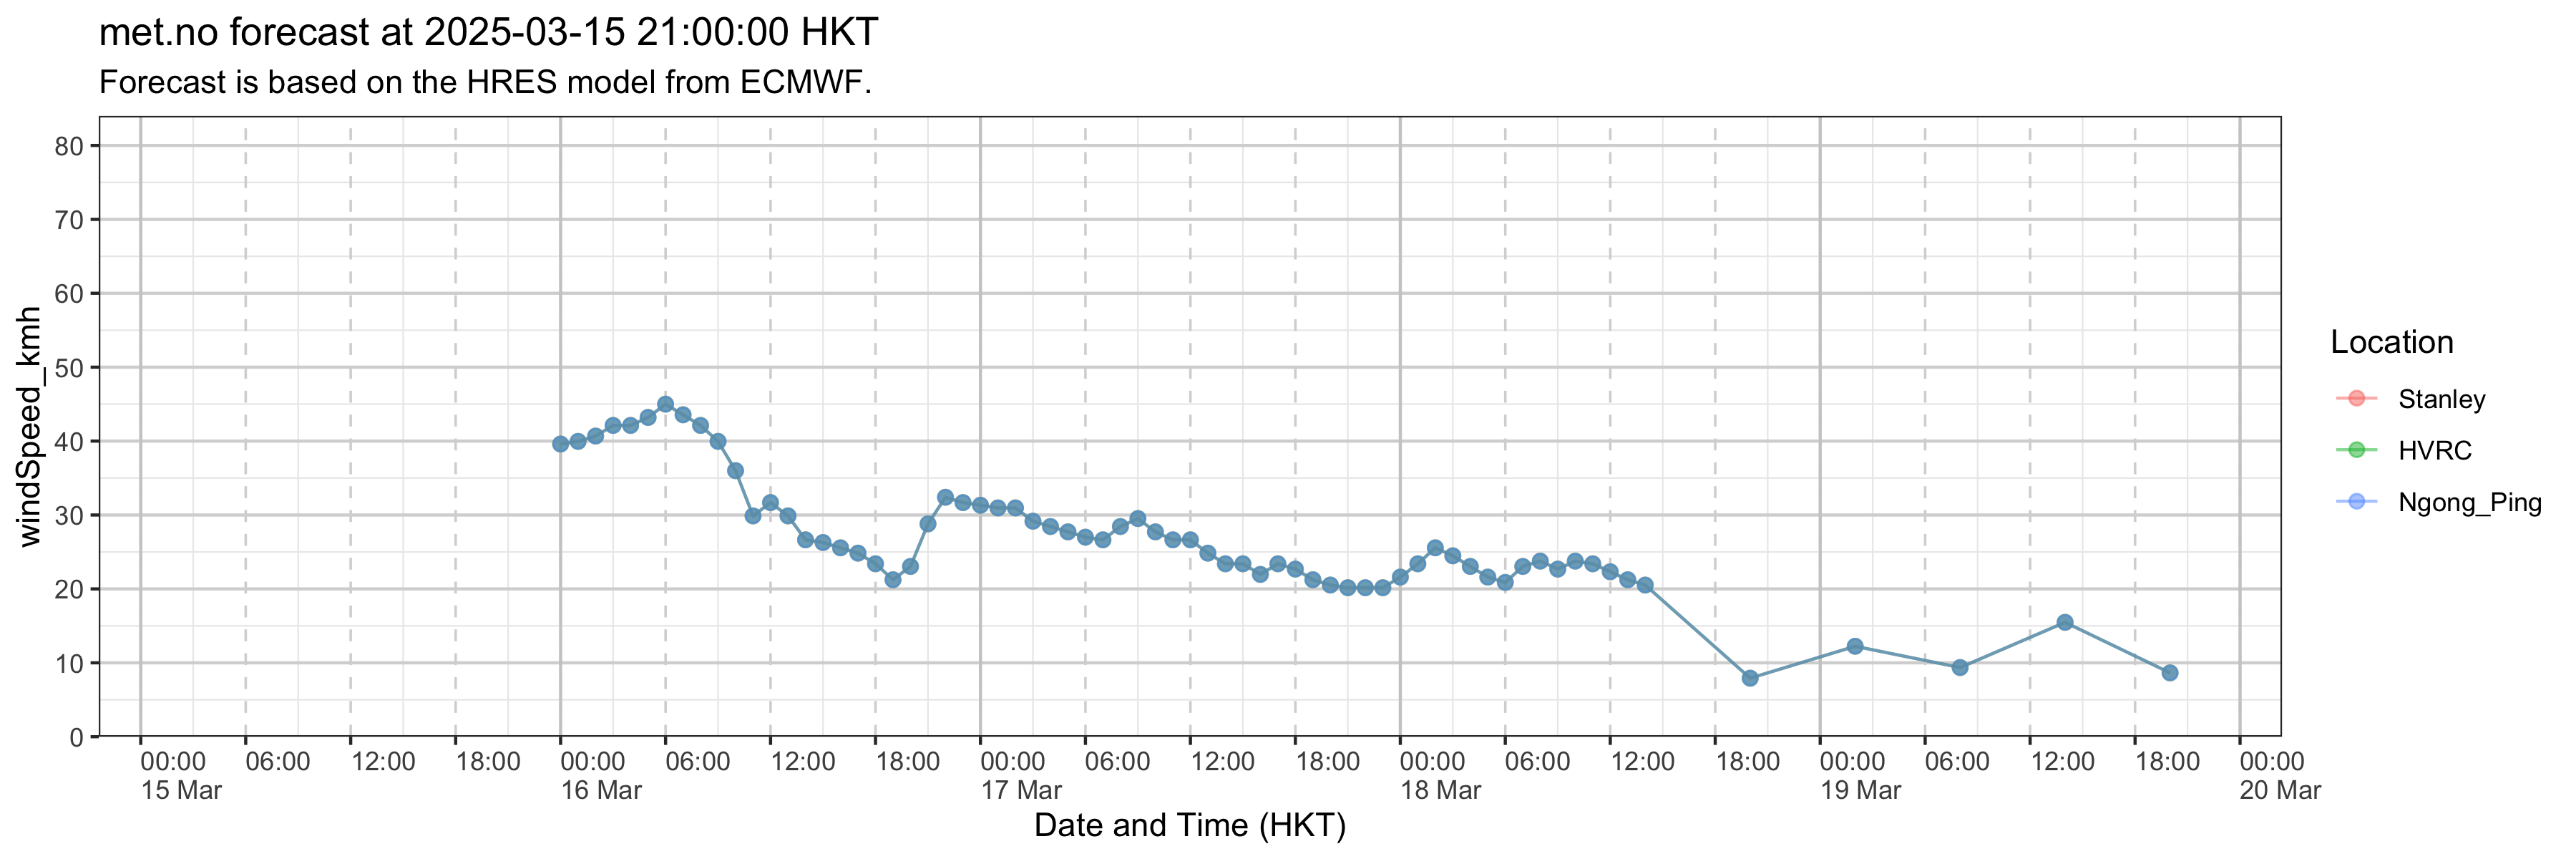 met.no forecast at 2025-03-15 21:00:00 HKT
Forecast is based on the HRES model from ECMWF.
windSpeed_kmh
80
70
60
50
40
30
20
10
0
00:00 06:00 12:00 18:00 00:00 06:00 12:00 18:00 00:00 06:00 12:00 18:00 00:00 06:00 12:00 18:00 00:00 06:00 12:00 18:00 00:00
15 Mar 16 Mar 17 Mar 18 Mar 19 Mar 20 Mar
Date and Time (HKT)
Location
Stanley
HVRC
Ngong_Ping